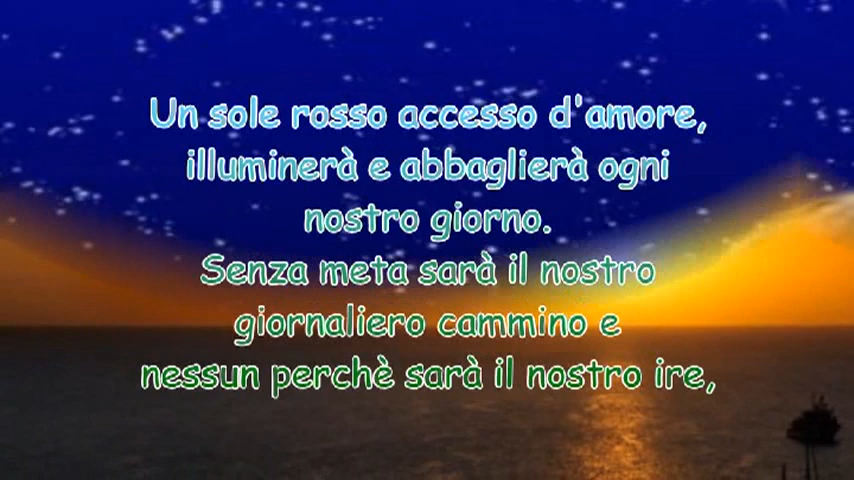 Un sole rosso accesso d'amore,
illuminerà e abbaglierà ogni
nostro giorno.
Senza meta sarà il nostro
giornaliero cammino e
nessun perchè sarà il nostro ire,